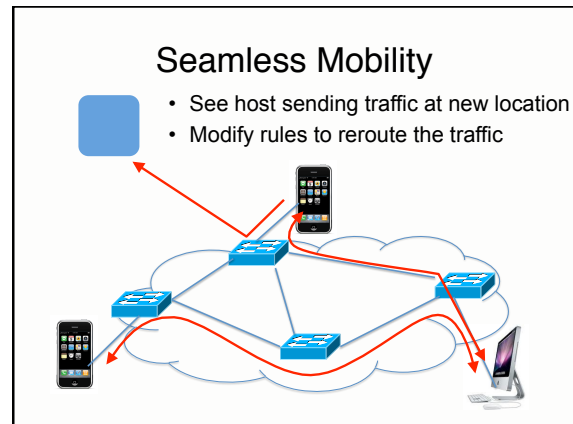 Seamless Mobility
• See host sending traffic at new location
• Modify rules to reroute the traffic